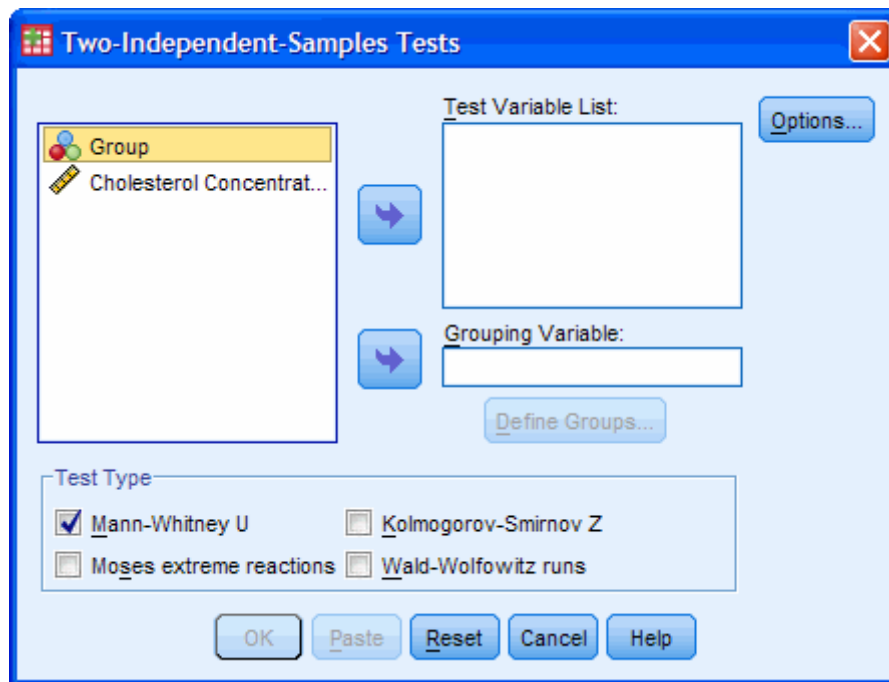 Two-Independent-Samples Tests
Test Variable List:
Options...
Group
Cholesterol Concentrat...
Grouping Variable:
Define Groups...
Test Type
Mann-Whitney U
Kolmogorov-Smirnov Z
Moses extreme reactions
Wald-Wolfowitz runs
OK
Paste
Reset
Cancel
Help